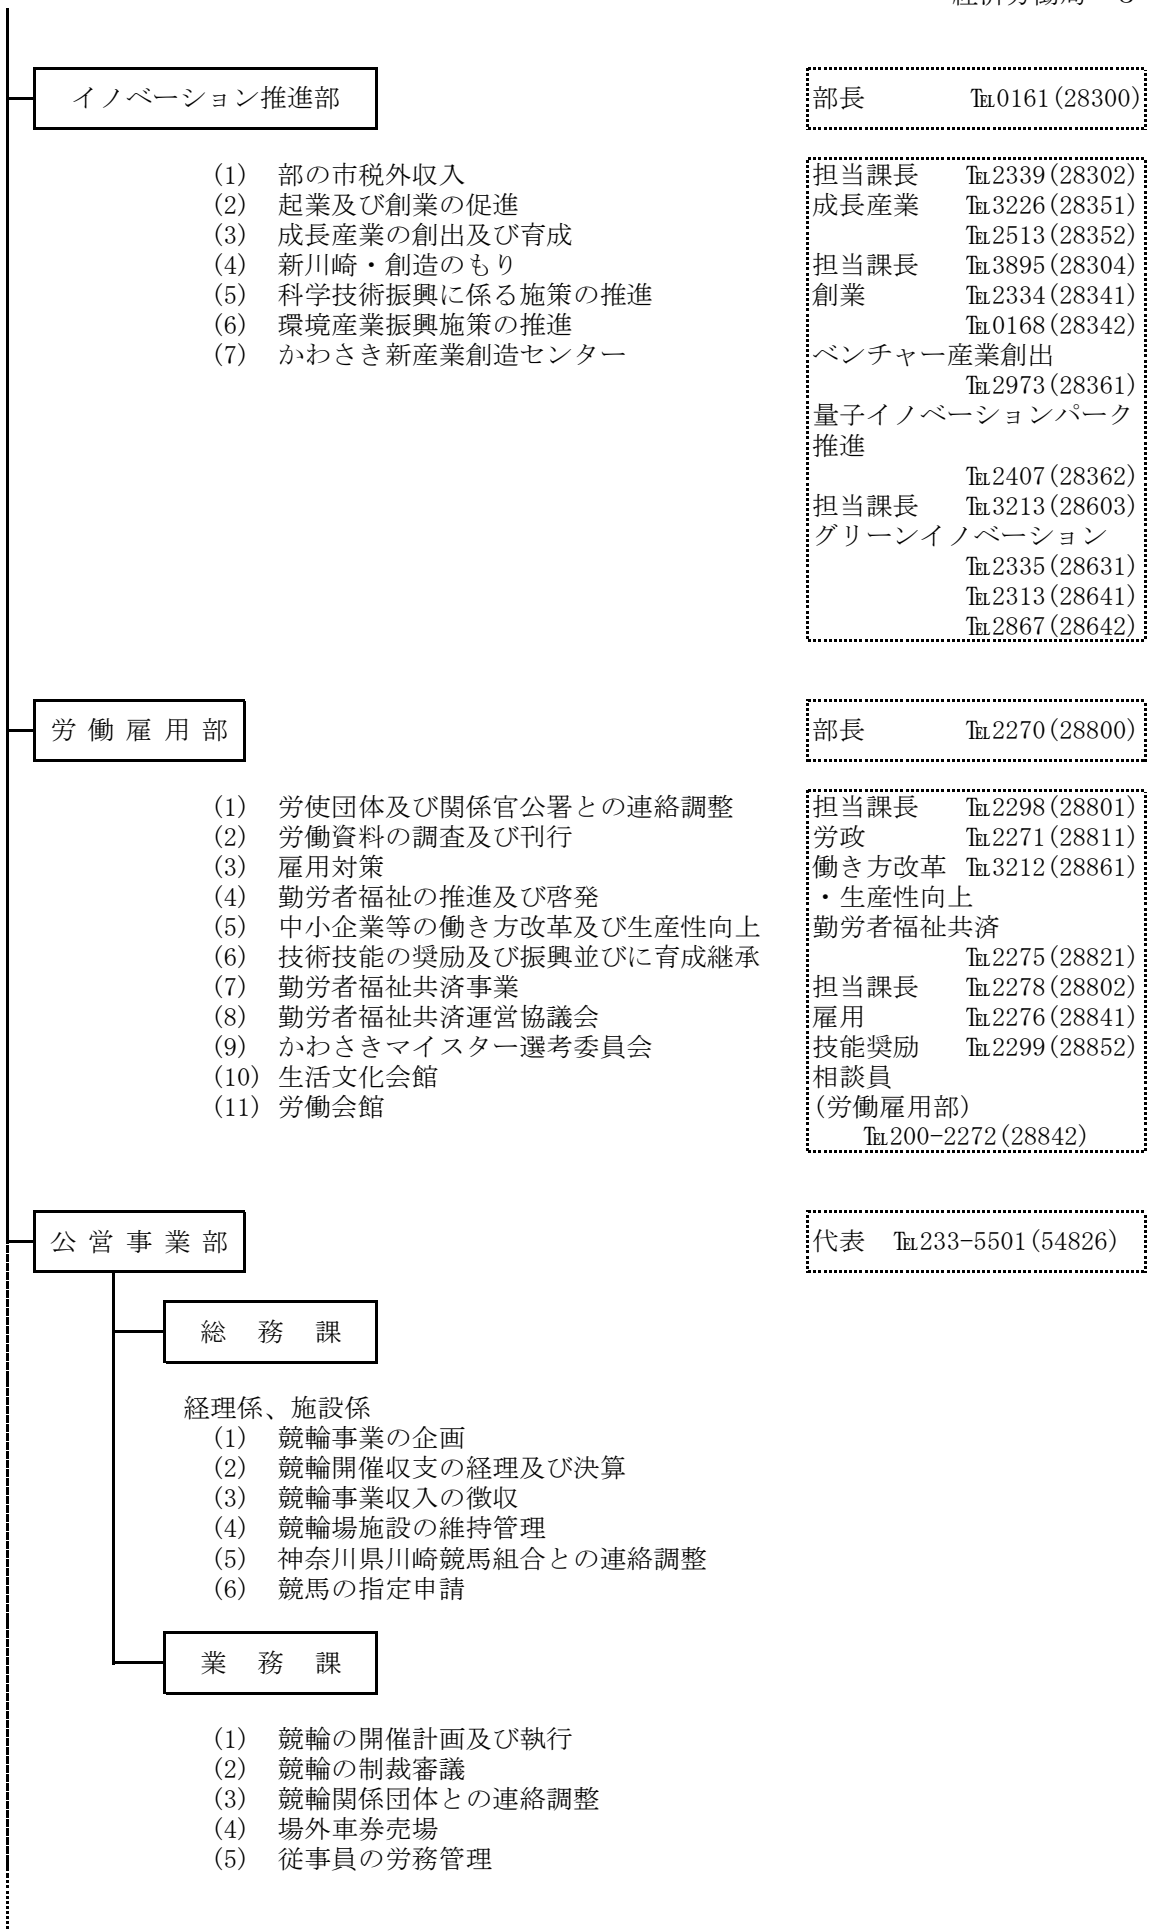 イノベーション推進部
部長 ℡0161(28300)
(1) 部の市税外収入
(2) 起業及び創業の促進
(3) 成長産業の創出及び育成
(4) 新川崎・創造のもり
(5) 科学技術振興に係る施策の推進
(6) 環境産業振興施策の推進
(7) かわさき新産業創造センター
担当課長 ℡2339(28302)
成長産業 ℡3226(28351)
℡2513(28352)
担当課長 ℡3895(28304)
創業 ℡2334(28341)
℡0168(28342)
ベンチャー産業創出
℡2973(28361)
量子イノベーションパーク
推進
℡2407(28362)
担当課長 ℡3213(28603)
グリーンイノベーション
℡2335(28631)
℡2313(28641)
℡2867(28642)
労働雇用部
部長 ℡2270(28800)
(1) 労使団体及び関係官公署との連絡調整
(2) 労働資料の調査及び刊行
(3) 雇用対策
(4) 勤労者福祉の推進及び啓発
(5) 中小企業等の働き方改革及び生産性向上
(6) 技術技能の奨励及び振興並びに育成継承
(7) 勤労者福祉共済事業
(8) 勤労者福祉共済運営協議会
(9) かわさきマイスター選考委員会
(10) 生活文化会館
(11) 労働会館
担当課長 ℡2298(28801)
労政 ℡2271(28811)
働き方改革 ℡3212(28861)
・生産性向上
勤労者福祉共済
℡2275(28821)
担当課長 ℡2278(28802)
雇用 ℡2276(28841)
技能奨励 ℡2299(28852)
相談員
(労働雇用部)
℡200-2272(28842)
公営事業部
代表 ℡233-5501(54826)
総務課
経理係、施設係
(1) 競輪事業の企画
(2) 競輪開催収支の経理及び決算
(3) 競輪事業収入の徴収
(4) 競輪場施設の維持管理
(5) 神奈川県川崎競馬組合との連絡調整
(6) 競馬の指定申請
業務課
(1) 競輪の開催計画及び執行
(2) 競輪の制裁審議
(3) 競輪関係団体との連絡調整
(4) 場外車券売場
(5) 従事員の労務管理